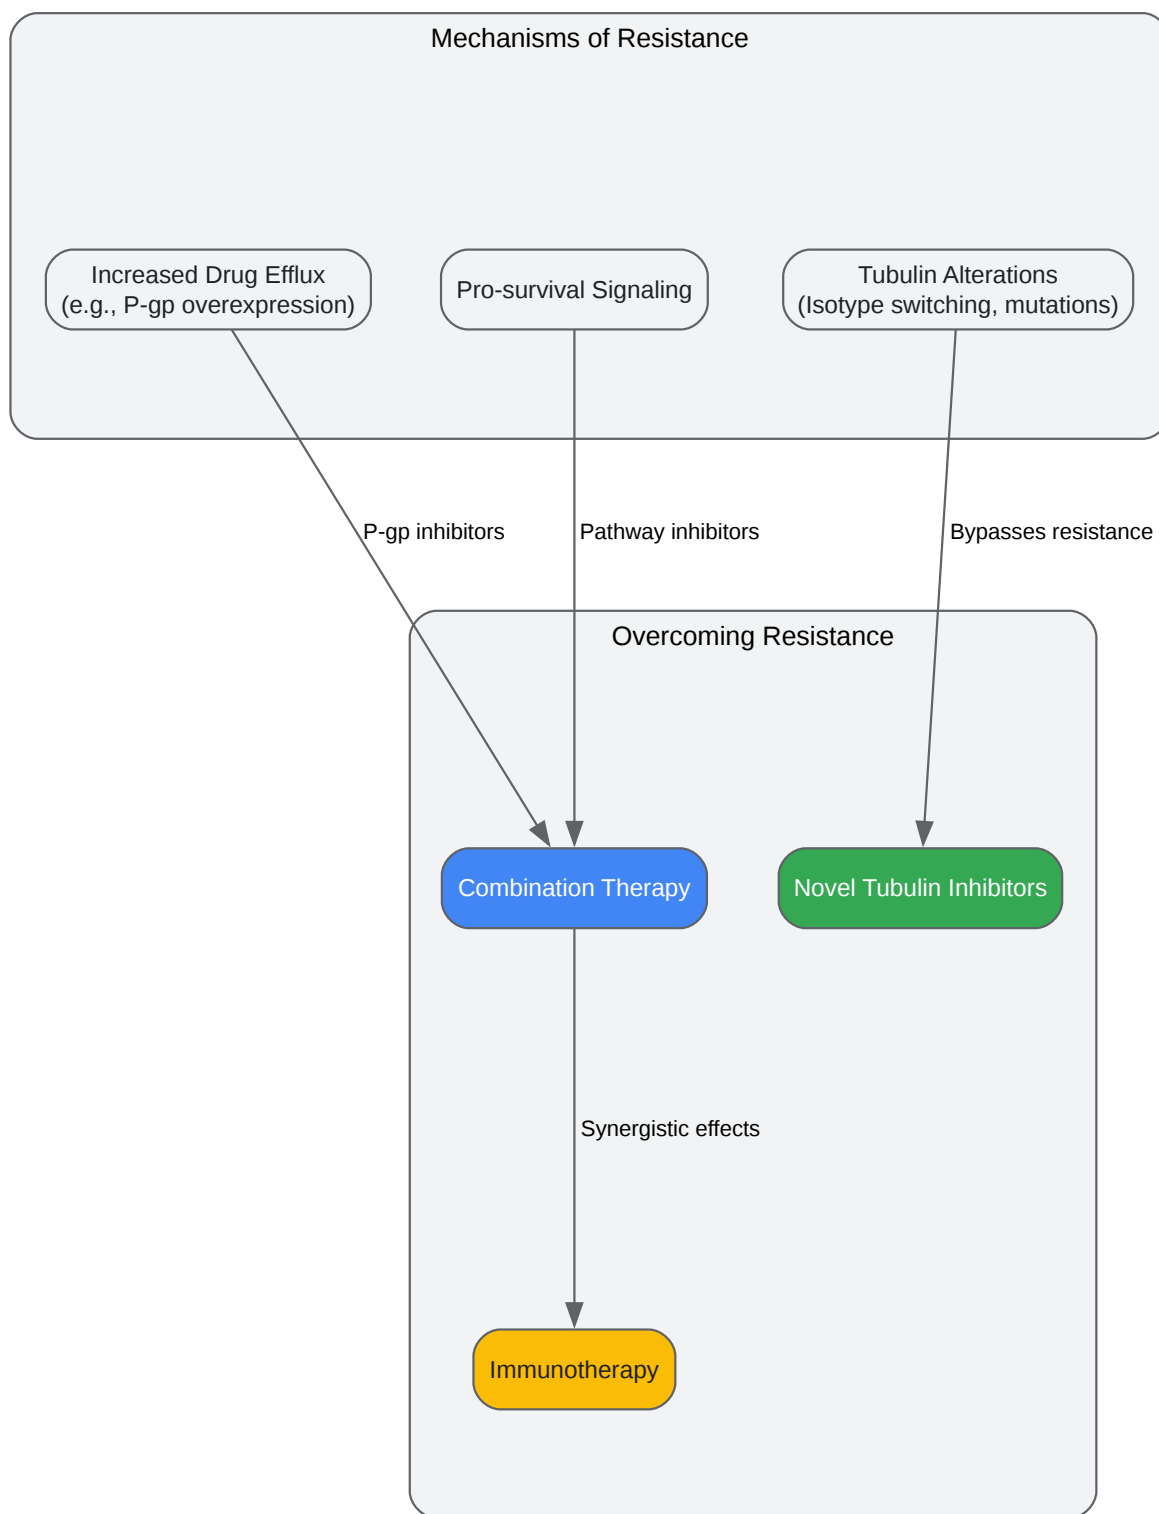 Mechanisms of Resistance
Increased Drug Efflux
(e.g., P-gp overexpression)
Pro-survival Signaling
Tubulin Alterations
(Isotype switching, mutations)
P-gp inhibitors
Pathway inhibitors
Bypasses resistance
Overcoming Resistance
Combination Therapy
Novel Tubulin Inhibitors
Synergistic effects
Immunotherapy